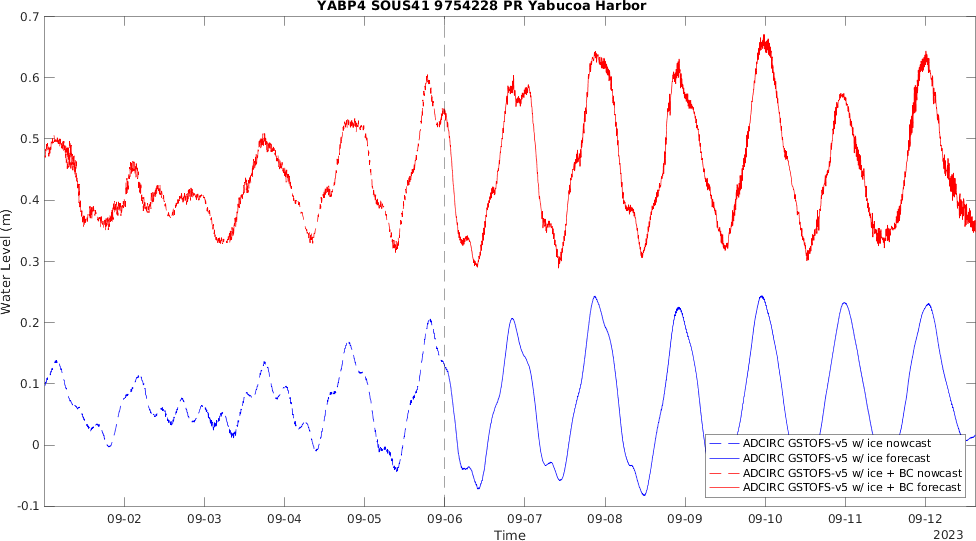 YABP4 SOUS41 9754228 PR Yabucoa Harbor
0.7
0.6
0.5
0.4
0.3
0.2
0.1
0
-0.1
Water Level (m)
09-02 09-03 09-04 09-05 09-06 09-07 09-08 09-09 09-10 09-11 09-12
Time
2023
ADCIRC GSTOFS-v5 w/ ice nowcast
ADCIRC GSTOFS-v5 w/ ice forecast
ADCIRC GSTOFS-v5 w/ ice + BC nowcast
ADCIRC GSTOFS-v5 w/ ice + BC forecast